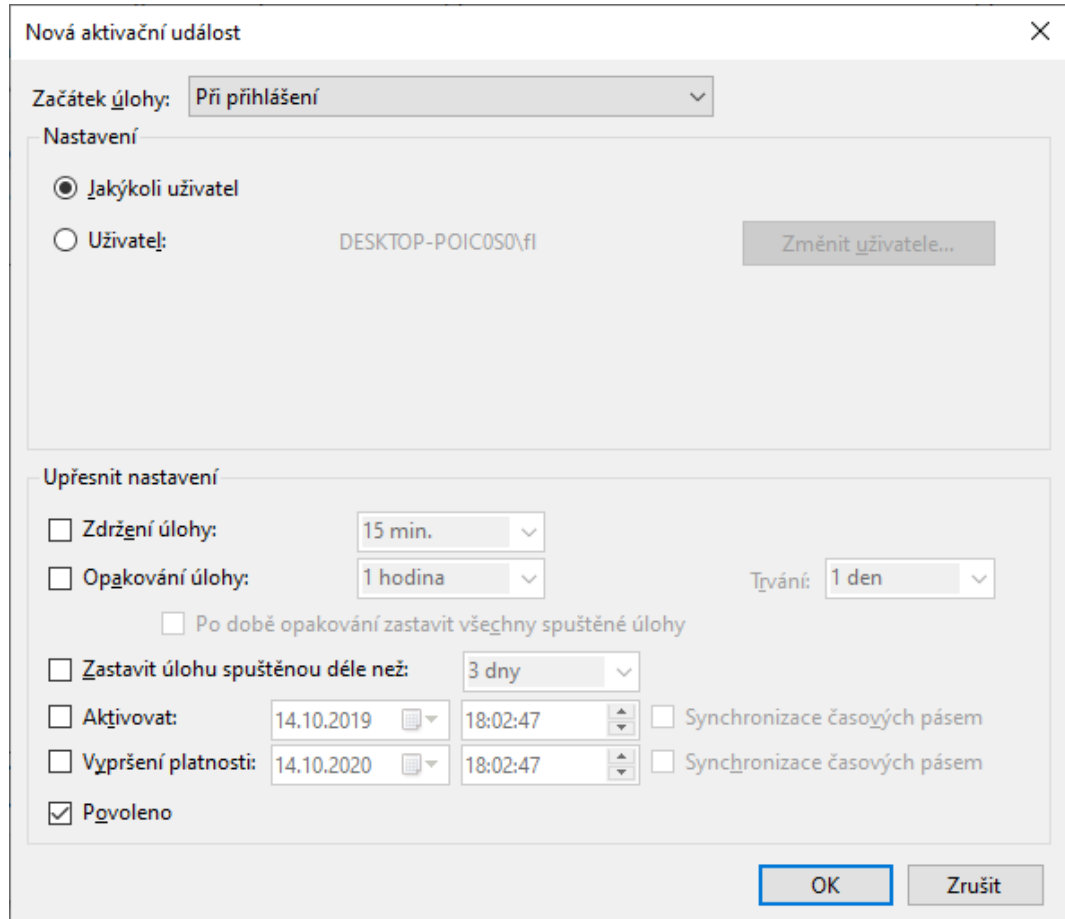 Nová aktivační událost
Začátek úlohy: Při přihlášení
Nastavení
Jakýkoli uživatel
Uživatel: DESKTOP-POIC0S0\fl Změnit uživatele...
Upřesnit nastavení
Zdržení úlohy: 15 min.
Opakování úlohy: 1 hodina Trvání: 1 den
Po době opakování zastavit všechny spuštěné úlohy
Zastavit úlohu spuštěnou déle než: 3 dny
Aktivovat: 14.10.2019 18:02:47 Synchronizace časových pásem
Vypršení platnosti: 14.10.2020 18:02:47 Synchronizace časových pásem
Povoleno
OK Zrušit